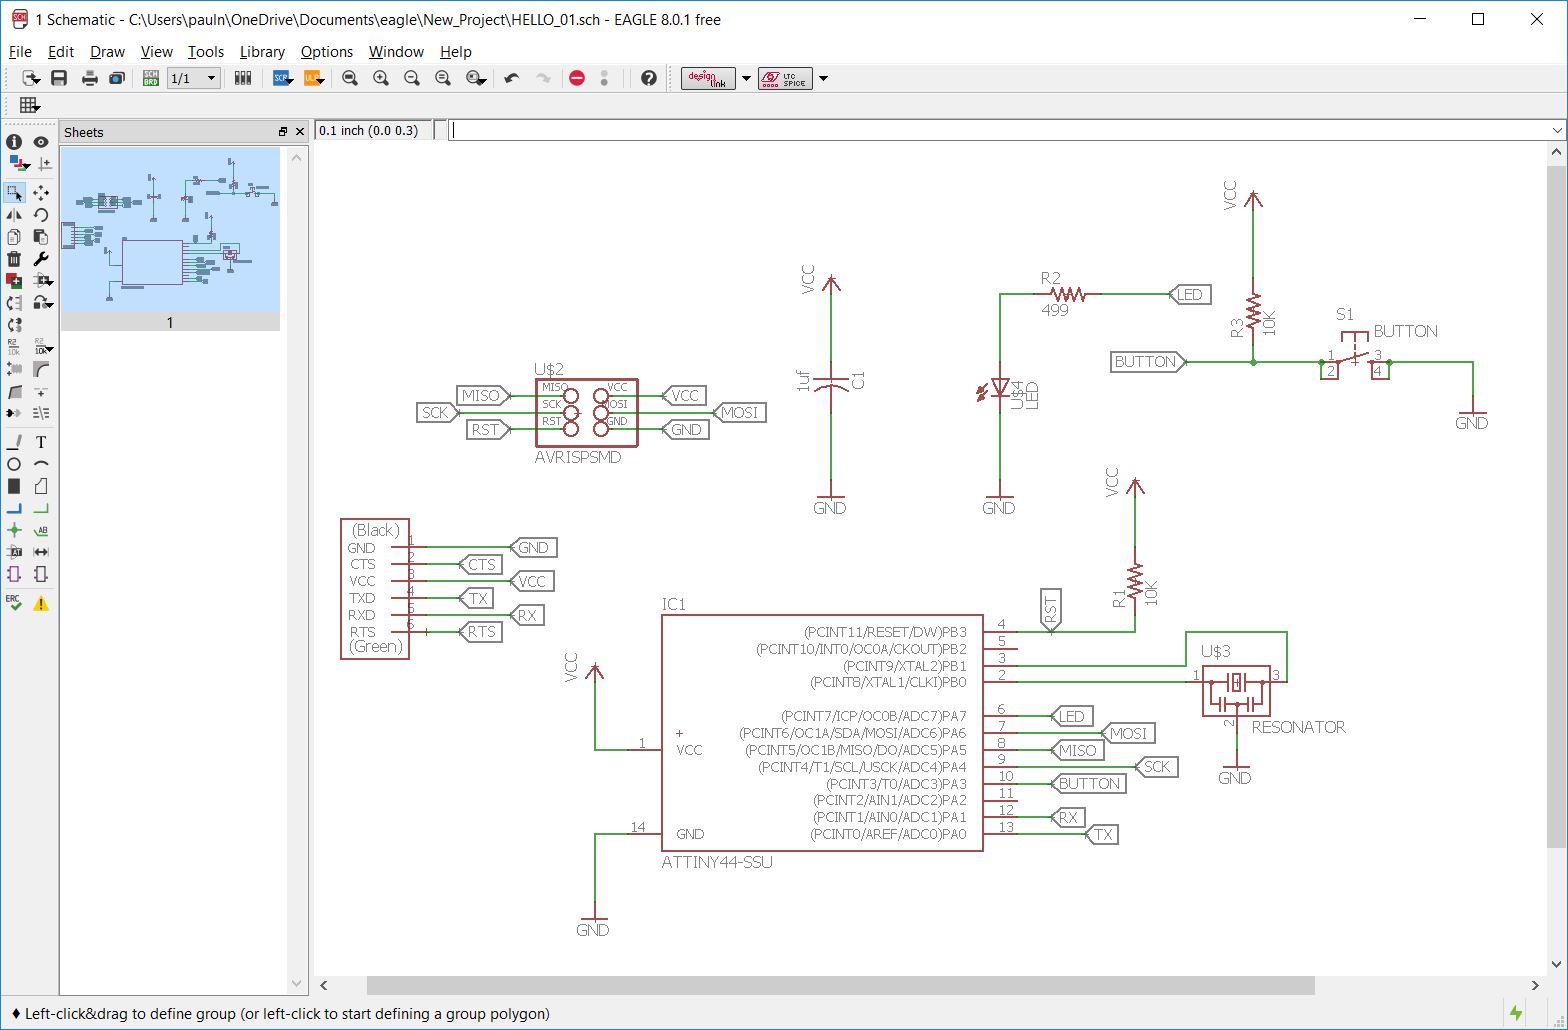 1 Schematic - C:\Users\pauln\OneDrive\Documents\eagle\New_Project\HELLO_01.sch - EAGLE 8.0.1 free
File Edit Draw View Tools Library Options Window Help
SCH BRD 1/1 SCR ULP design link LTC SPICE
Sheets
0.1 inch (0.0 0.3)
1
VCC
R3
10K
BUTTON
S1
BUTTON
1
2
3
4
GND
R2
499
LED
U$4
LED
GND
VCC
1uf
C1
GND
U$2
MISO MISO VCC VCC
SCK SCK MOSI MOSI
RST RST GND GND
AVRISPSMD
(Black)
GND 1 GND
CTS 2 CTS
VCC 3 VCC
TXD 4 TX
RXD 5 RX
RTS 6 RTS
(Green)
VCC
R1
10K
RST
IC1
(PCINT11/RESET/DW)PB3 4
(PCINT10/INT0/OC0A/CKOUT)PB2 5
(PCINT9/XTAL2)PB1 3
(PCINT8/XTAL1/CLKI)PB0 2
(PCINT7/ICP/OC0B/ADC7)PA7 6 LED
(PCINT6/OC1A/SDA/MOSI/ADC6)PA6 7 MOSI
(PCINT5/OC1B/MISO/DO/ADC5)PA5 8 MISO
(PCINT4/T1/SCL/USCK/ADC4)PA4 9 SCK
(PCINT3/T0/ADC3)PA3 10 BUTTON
(PCINT2/AIN1/ADC2)PA2 11
(PCINT1/AIN0/ADC1)PA1 12 RX
(PCINT0/AREF/ADC0)PA0 13 TX
VCC
1 VCC
14 GND
GND
ATTINY44-SSU
U$3
1 3
2
RESONATOR
GND
R2 10k
R2 10k
T
AB
ERC
Left-click&drag to define group (or left-click to start defining a group polygon)